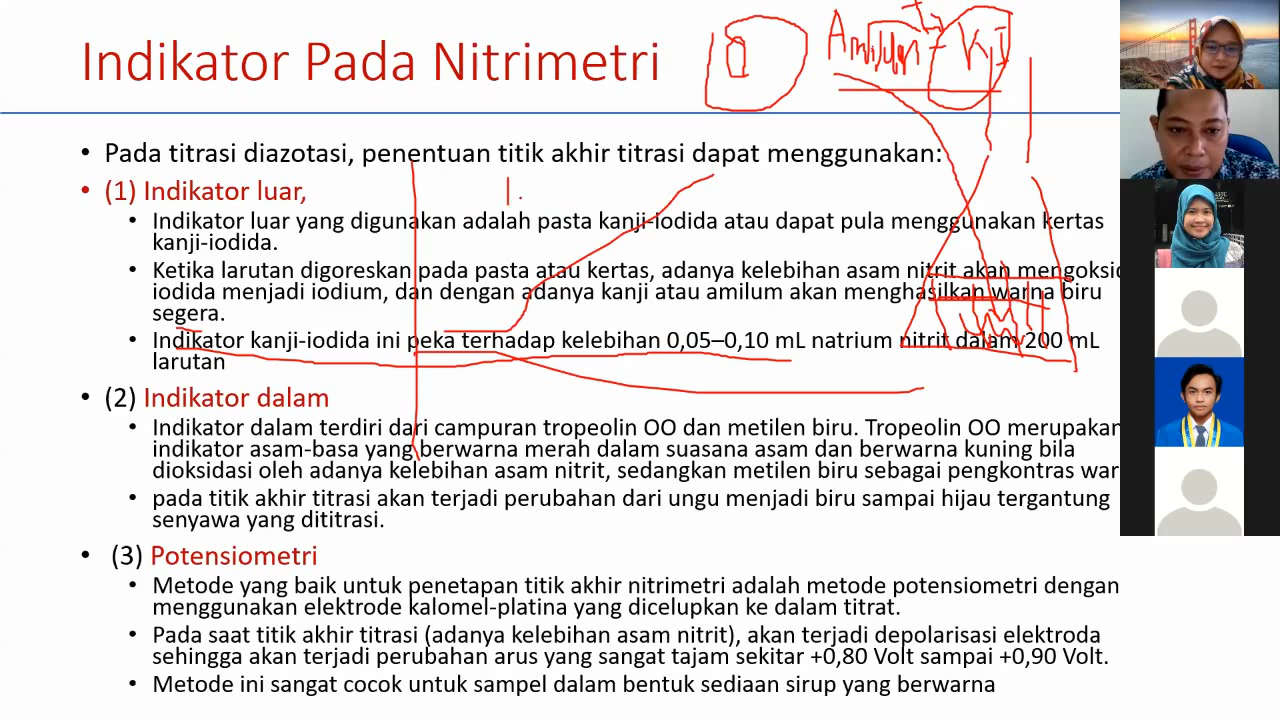 Indikator Pada Nitrimetri
Amilum + KI
• Pada titrasi diazotasi, penentuan titik akhir titrasi dapat menggunakan:
• (1) Indikator luar,
• Indikator luar yang digunakan adalah pasta kanji-iodida atau dapat pula menggunakan kertas
kanji-iodida.
• Ketika larutan digoreskan pada pasta atau kertas, adanya kelebihan asam nitrit akan mengoksid
iodida menjadi iodium, dan dengan adanya kanji atau amilum akan menghasilkan warna biru
segera.
• Indikator kanji-iodida ini peka terhadap kelebihan 0,05–0,10 mL natrium nitrit dalam 200 mL
larutan
• (2) Indikator dalam
• Indikator dalam terdiri dari campuran tropeolin OO dan metilen biru. Tropeolin OO merupakan
indikator asam-basa yang berwarna merah dalam suasana asam dan berwarna kuning bila
dioksidasi oleh adanya kelebihan asam nitrit, sedangkan metilen biru sebagai pengkontras war
• pada titik akhir titrasi akan terjadi perubahan dari ungu menjadi biru sampai hijau tergantung
senyawa yang dititrasi.
• (3) Potensiometri
• Metode yang baik untuk penetapan titik akhir nitrimetri adalah metode potensiometri dengan
menggunakan elektrode kalomel-platina yang dicelupkan ke dalam titrat.
• Pada saat titik akhir titrasi (adanya kelebihan asam nitrit), akan terjadi depolarisasi elektroda
sehingga akan terjadi perubahan arus yang sangat tajam sekitar +0,80 Volt sampai +0,90 Volt.
• Metode ini sangat cocok untuk sampel dalam bentuk sediaan sirup yang berwarna